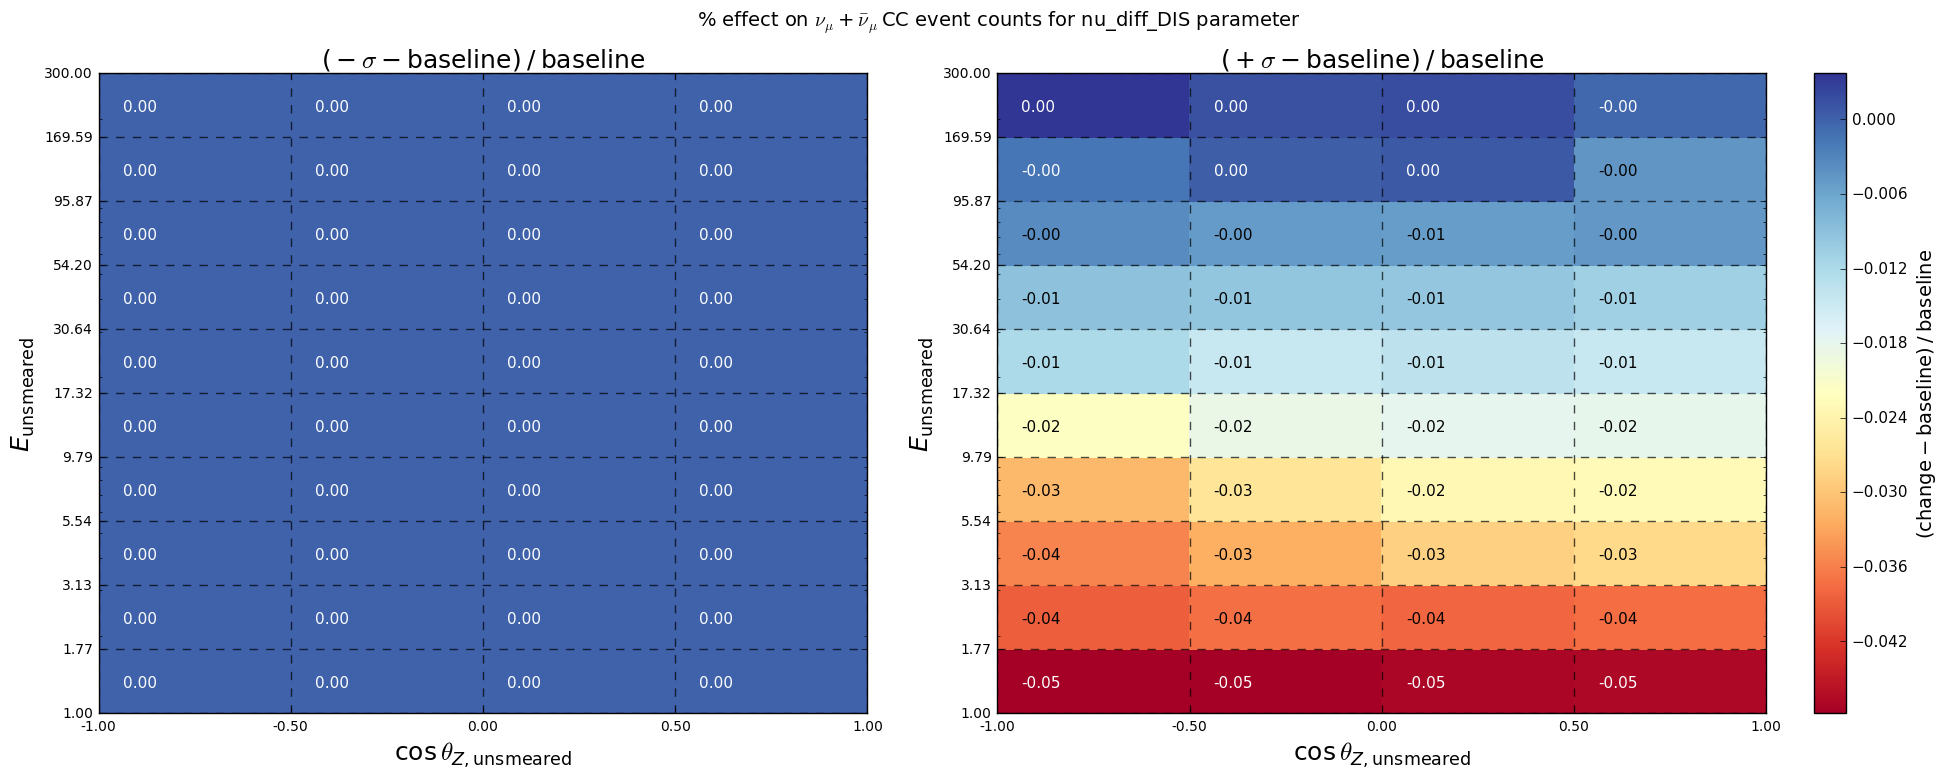 % effect on νμ + ν̄μ CC event counts for nu_diff_DIS parameter
(−σ−baseline) / baseline
300.00
169.59
95.87
54.20
30.64
17.32
9.79
5.54
3.13
1.77
1.00
E unsmeared
0.00 0.00 0.00 0.00
0.00 0.00 0.00 0.00
0.00 0.00 0.00 0.00
0.00 0.00 0.00 0.00
0.00 0.00 0.00 0.00
0.00 0.00 0.00 0.00
0.00 0.00 0.00 0.00
0.00 0.00 0.00 0.00
0.00 0.00 0.00 0.00
0.00 0.00 0.00 0.00
-1.00 -0.50 0.00 0.50 1.00
cos θZ, unsmeared
(+σ−baseline) / baseline
300.00
169.59
95.87
54.20
30.64
17.32
9.79
5.54
3.13
1.77
1.00
E unsmeared
0.00 0.00 0.00 -0.00
-0.00 0.00 0.00 -0.00
-0.00 -0.00 -0.01 -0.00
-0.01 -0.01 -0.01 -0.01
-0.01 -0.01 -0.01 -0.01
-0.02 -0.02 -0.02 -0.02
-0.03 -0.03 -0.02 -0.02
-0.04 -0.03 -0.03 -0.03
-0.04 -0.04 -0.04 -0.04
-0.05 -0.05 -0.05 -0.05
-1.00 -0.50 0.00 0.50 1.00
cos θZ, unsmeared
0.000
−0.006
−0.012
−0.018
−0.024
−0.030
−0.036
−0.042
(change−baseline) / baseline